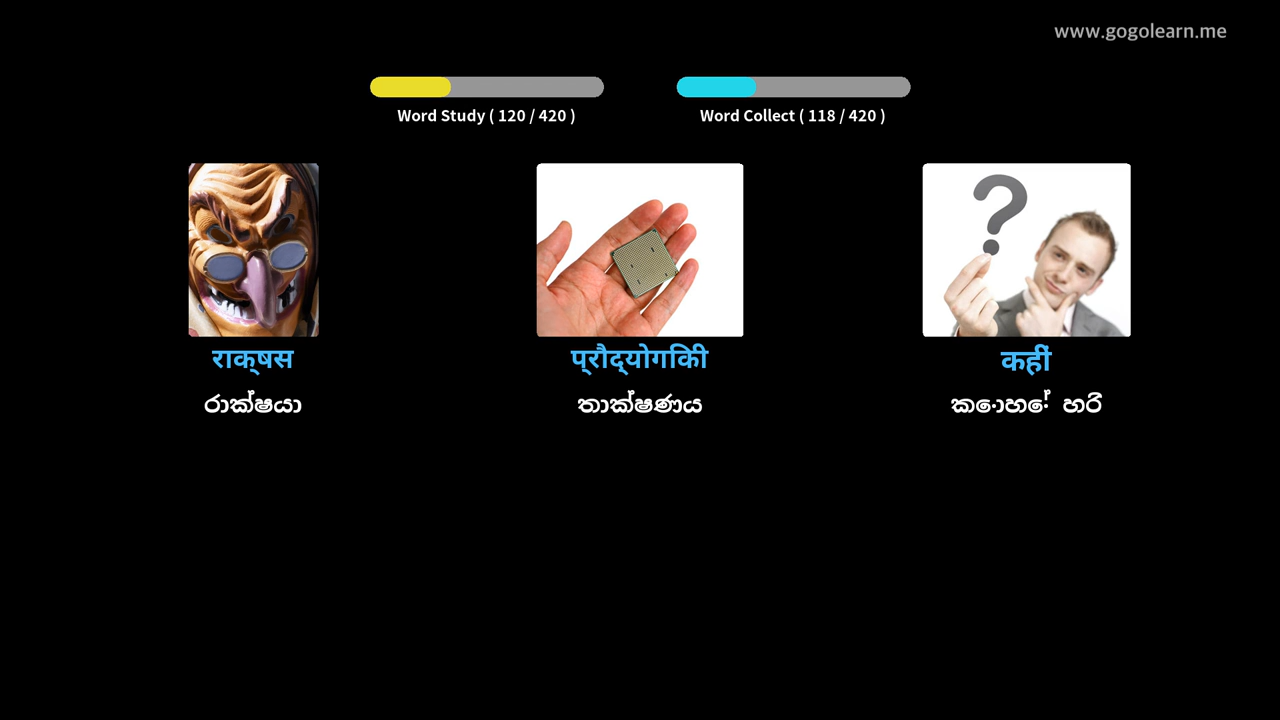 www.gogolearn.me
Word Study ( 120 / 420 )
Word Collect ( 118 / 420 )
राक्षस
प्रौद्योगिकी
कहीं
රාක්ෂයා
තාක්ෂණය
කොහේ හරි